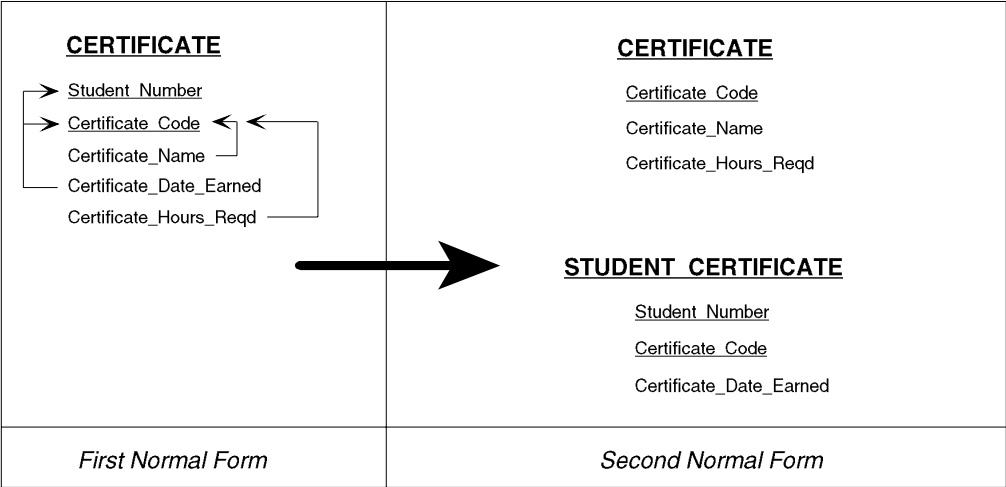 CERTIFICATE
Student_Number
Certificate_Code
Certificate_Name
Certificate_Date_Earned
Certificate_Hours_Reqd
First Normal Form
CERTIFICATE
Certificate_Code
Certificate_Name
Certificate_Hours_Reqd
STUDENT_CERTIFICATE
Student_Number
Certificate_Code
Certificate_Date_Earned
Second Normal Form